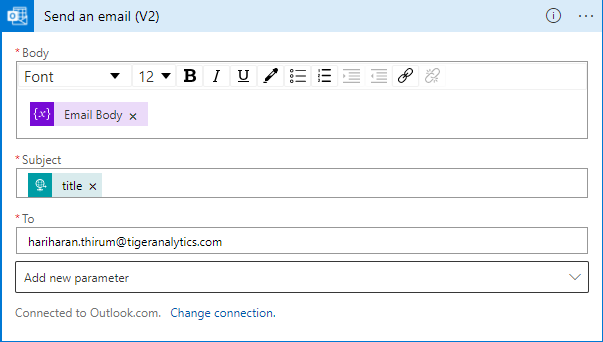 Send an email (V2)
* Body
Font 12 B I U
{x} Email Body ×
* Subject
title ×
* To
hariharan.thirum@tigeranalytics.com
Add new parameter
Connected to Outlook.com. Change connection.